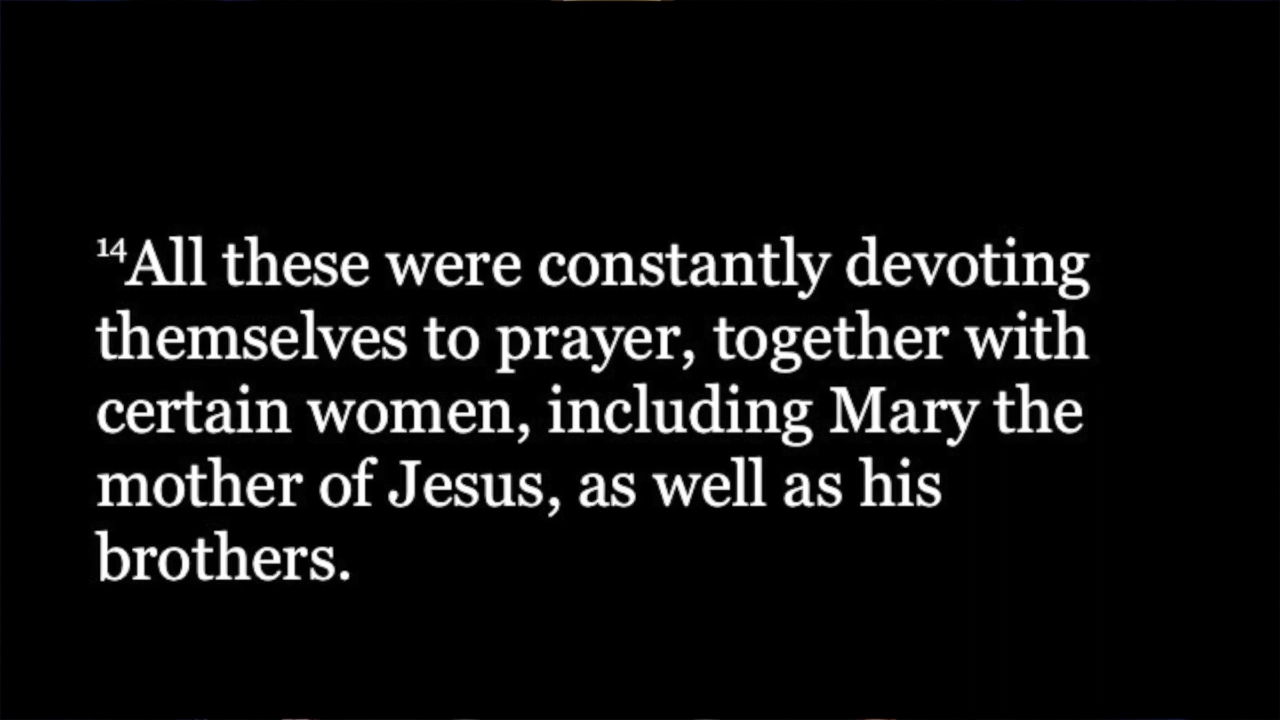 ¹⁴All these were constantly devoting
themselves to prayer, together with
certain women, including Mary the
mother of Jesus, as well as his
brothers.